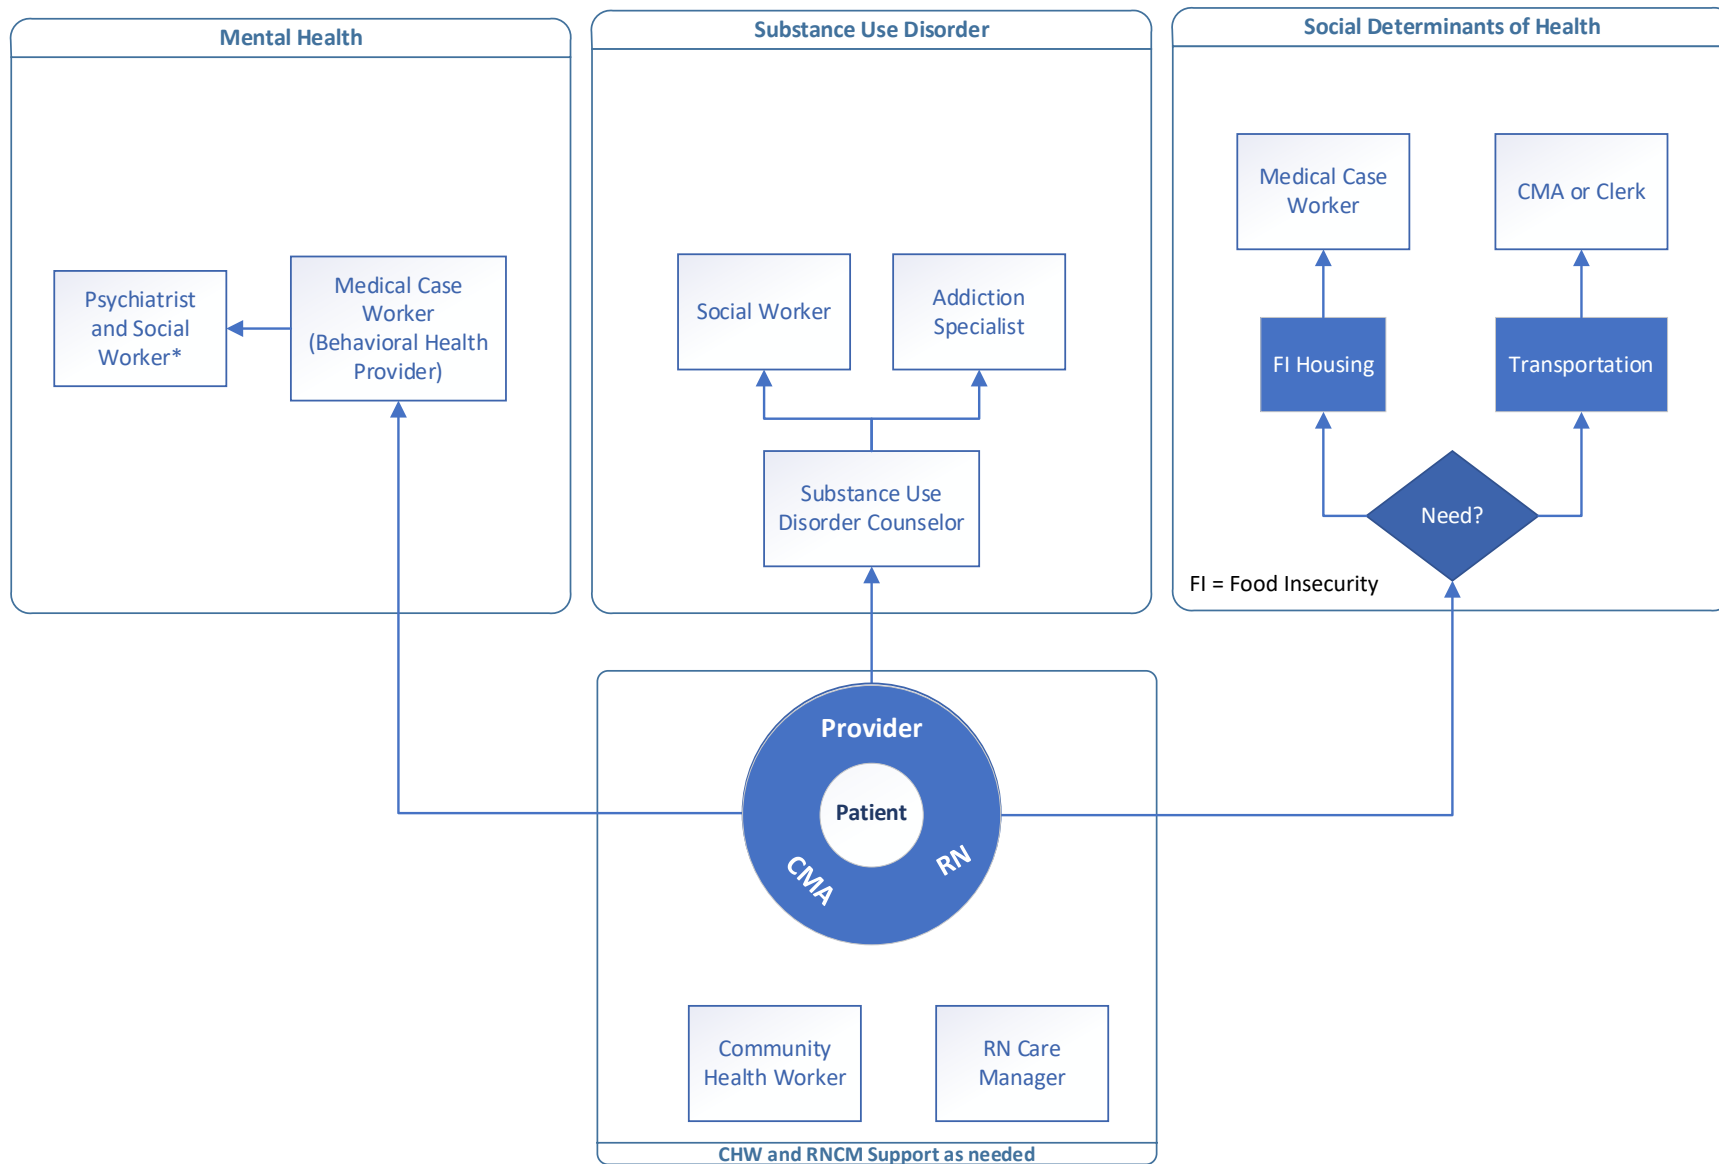 Mental Health
Psychiatrist
and Social
Worker*
Medical Case
Worker
(Behavioral Health
Provider)
Substance Use Disorder
Social Worker
Addiction
Specialist
Substance Use
Disorder Counselor
Social Determinants of Health
Medical Case
Worker
CMA or Clerk
FI Housing
Transportation
Need?
FI = Food Insecurity
Provider
Patient
CMA
RN
Community
Health Worker
RN Care
Manager
CHW and RNCM Support as needed